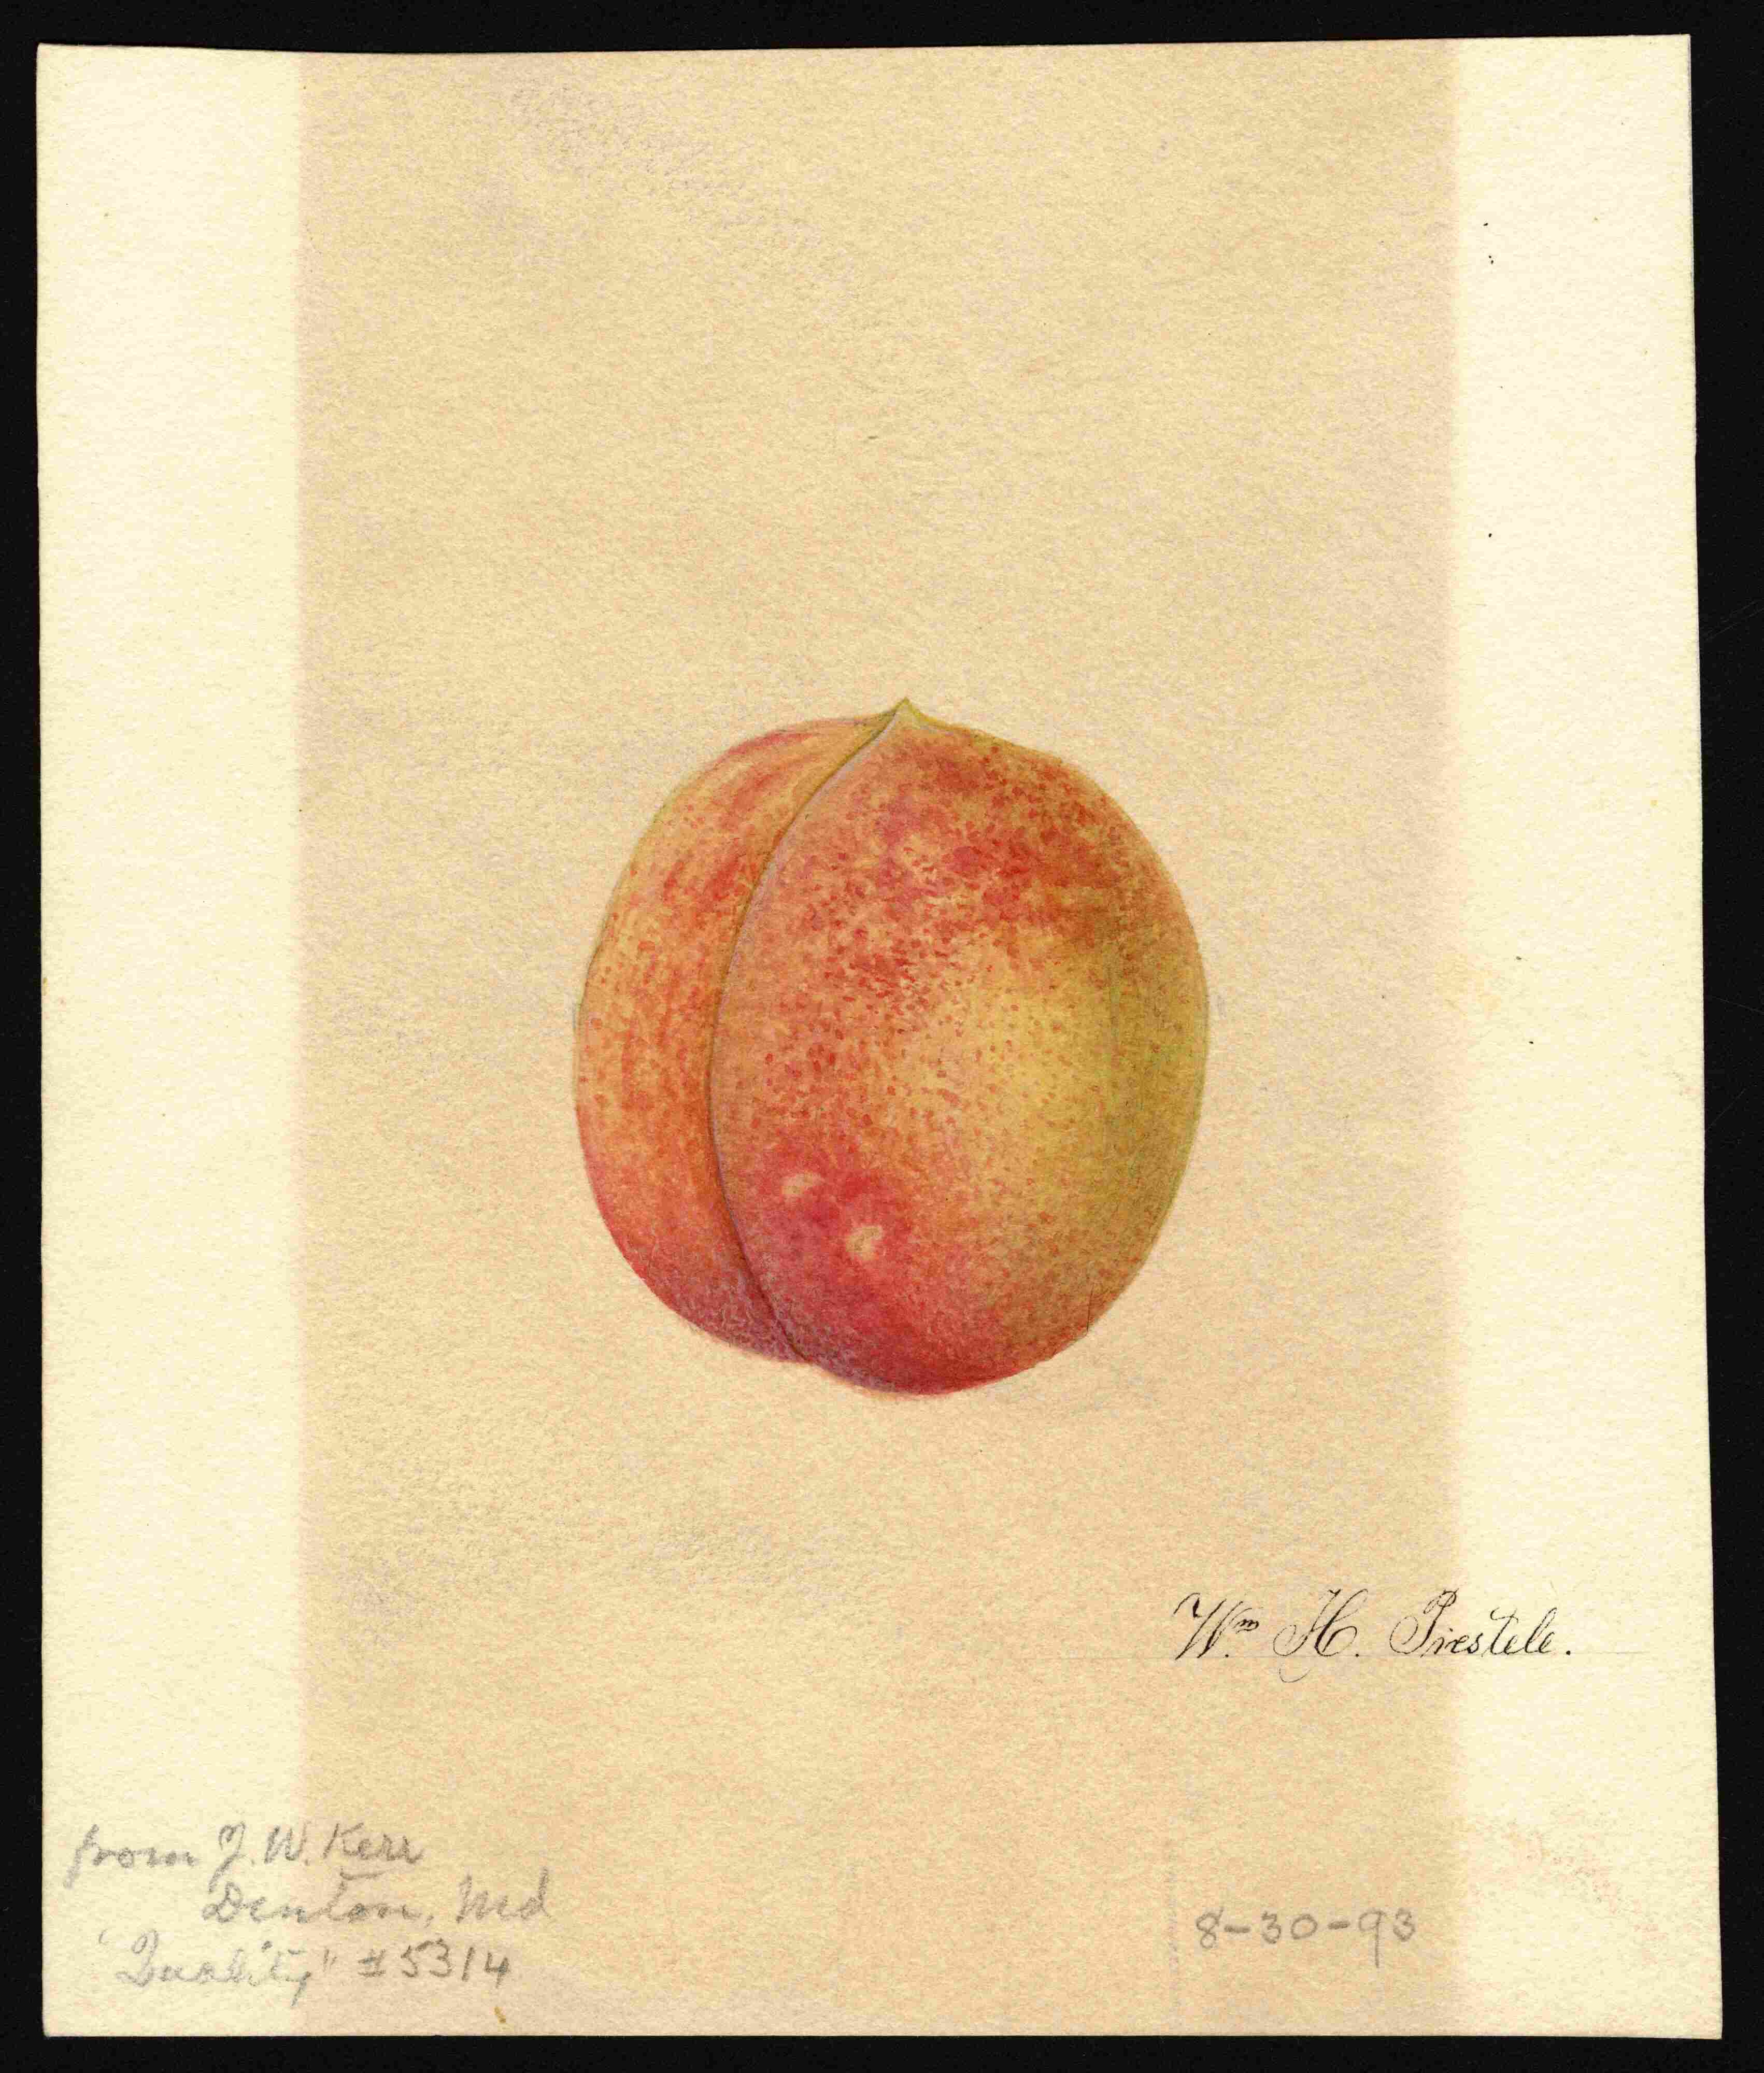 Wm. H. Prestele.
from J. W. Kerr
Denton, Md
"Quality" #5314
8-30-93